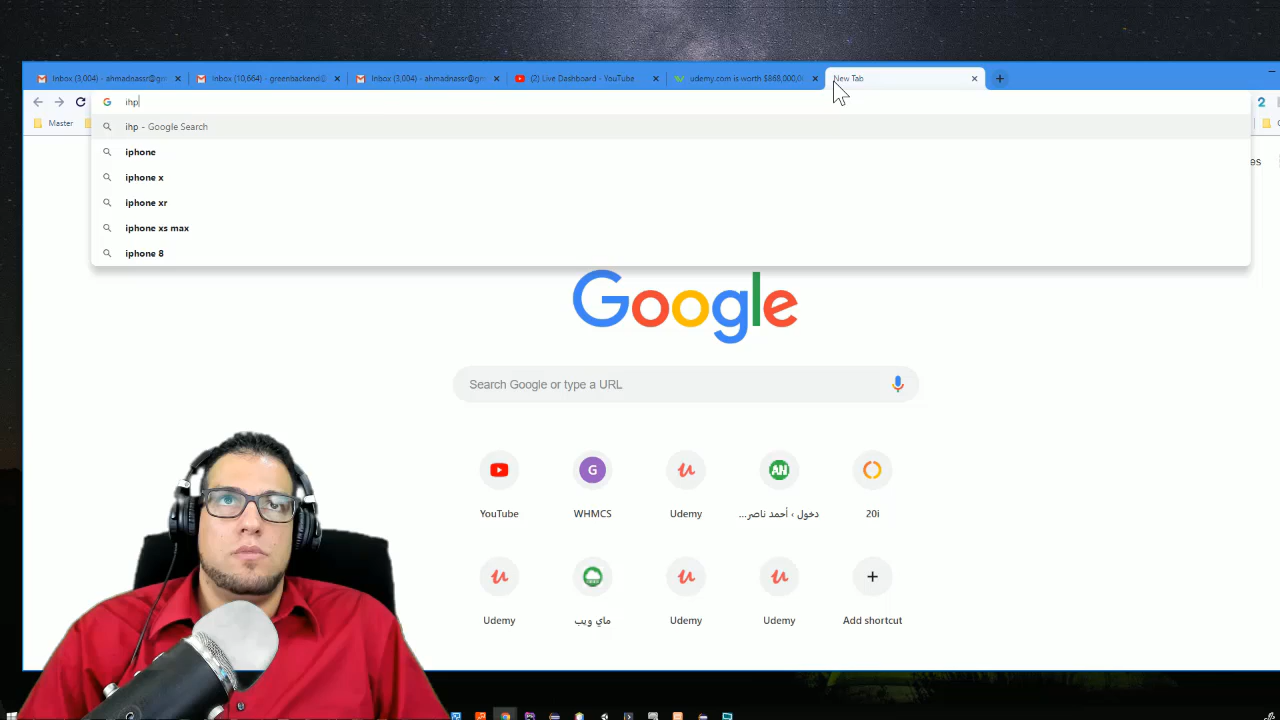 Inbox (3,004) - ahmadnassr@gm
Inbox (10,664) - greenbackend@
Inbox (3,004) - ahmadnassr@gm
(2) Live Dashboard - YouTube
udemy.com is worth $868,000,0
New Tab
ihp
2
Master
ihp - Google Search
iphone
iphone x
iphone xr
iphone xs max
iphone 8
Google
Search Google or type a URL
G
AN
YouTube
WHMCS
Udemy
دخول ‹ أحمد ناصر...
20i
Udemy
ماي ويب
Udemy
Udemy
Add shortcut